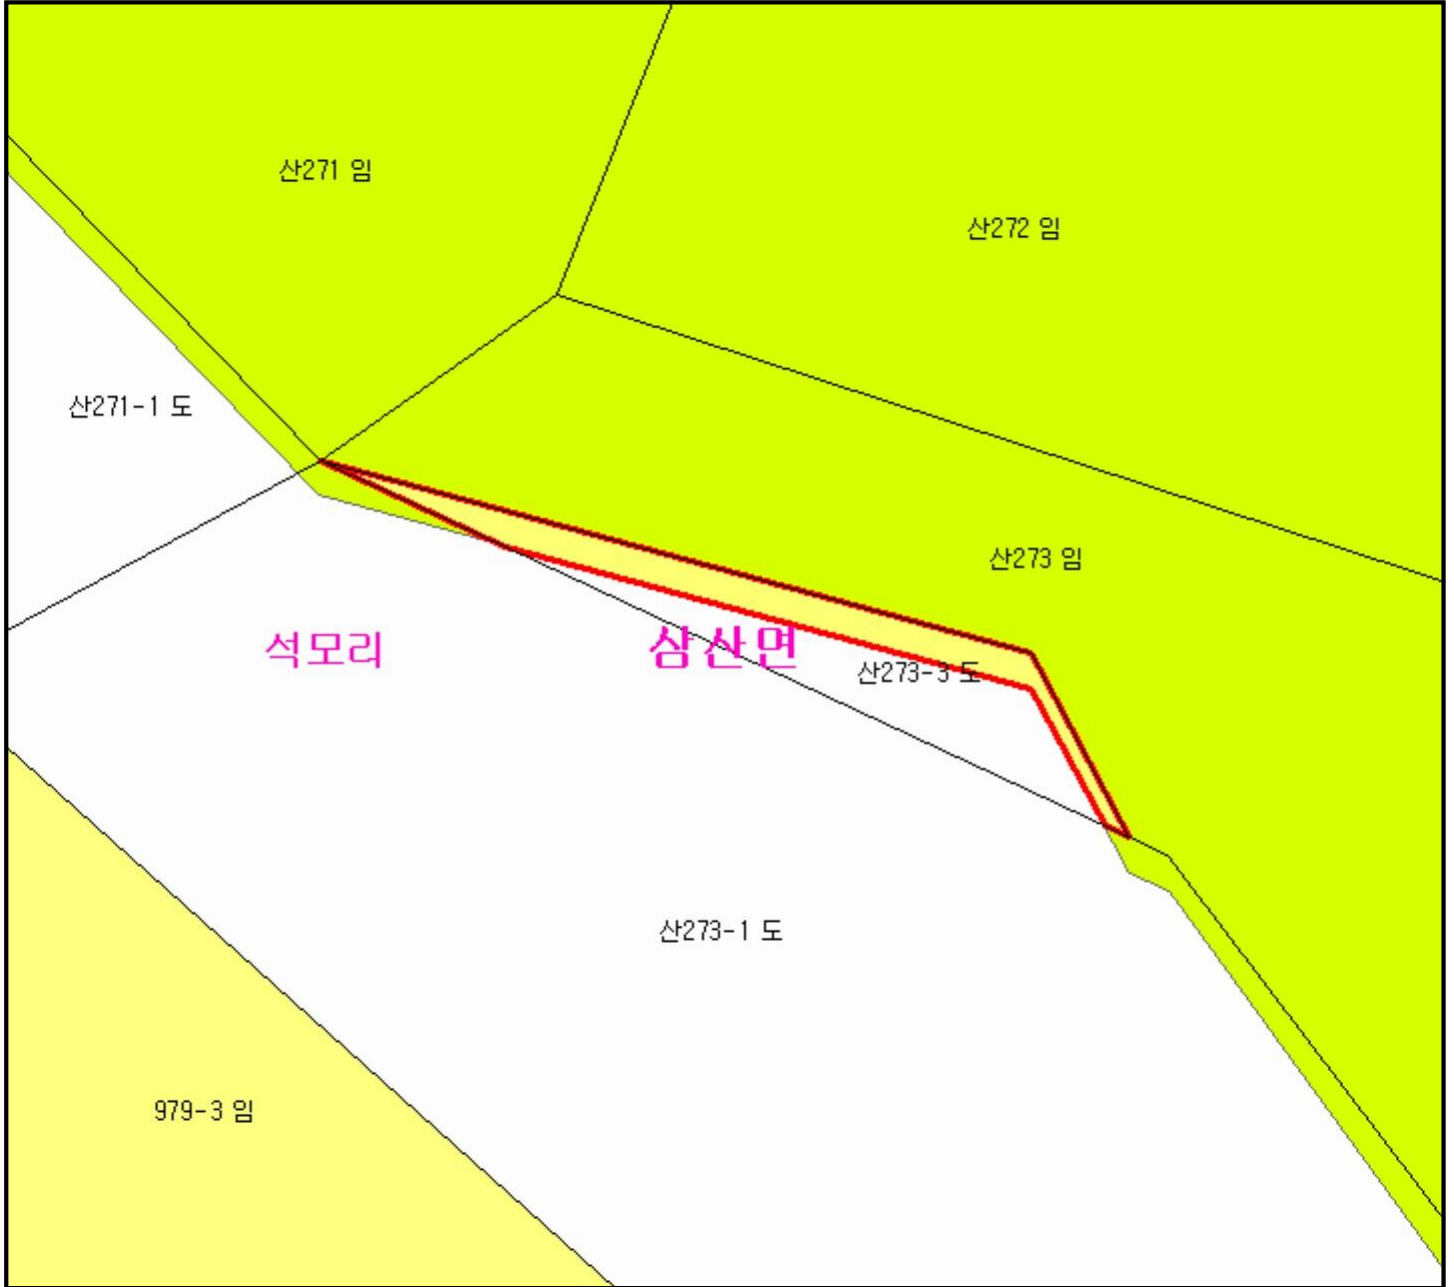 산271 임
산272 임
산271-1 도
산273 임
석모리
삼산면
산273-3 도
산273-1 도
979-3 임